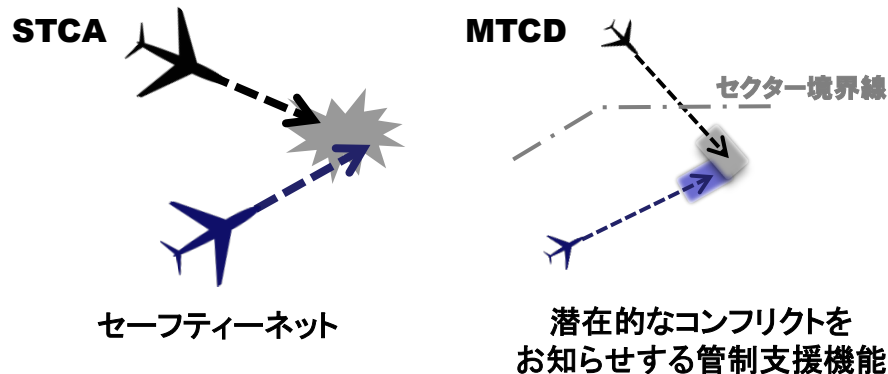 STCA
MTCD
セクター境界線
セーフティーネット
潜在的なコンフリクトを
お知らせする管制支援機能